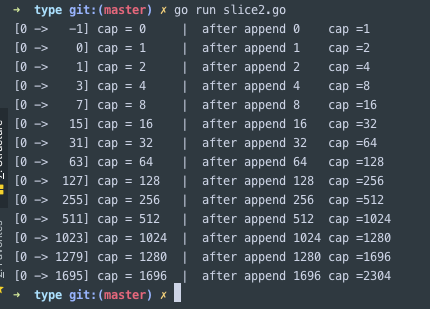 ➜  type git:(master) ✗ go run slice2.go
[0 ->   -1] cap = 0     |  after append 0    cap =1
[0 ->    0] cap = 1     |  after append 1    cap =2
[0 ->    1] cap = 2     |  after append 2    cap =4
[0 ->    3] cap = 4     |  after append 4    cap =8
[0 ->    7] cap = 8     |  after append 8    cap =16
[0 ->   15] cap = 16    |  after append 16   cap =32
[0 ->   31] cap = 32    |  after append 32   cap =64
[0 ->   63] cap = 64    |  after append 64   cap =128
[0 ->  127] cap = 128   |  after append 128  cap =256
[0 ->  255] cap = 256   |  after append 256  cap =512
[0 ->  511] cap = 512   |  after append 512  cap =1024
[0 -> 1023] cap = 1024  |  after append 1024 cap =1280
[0 -> 1279] cap = 1280  |  after append 1280 cap =1696
[0 -> 1695] cap = 1696  |  after append 1696 cap =2304
➜  type git:(master) ✗